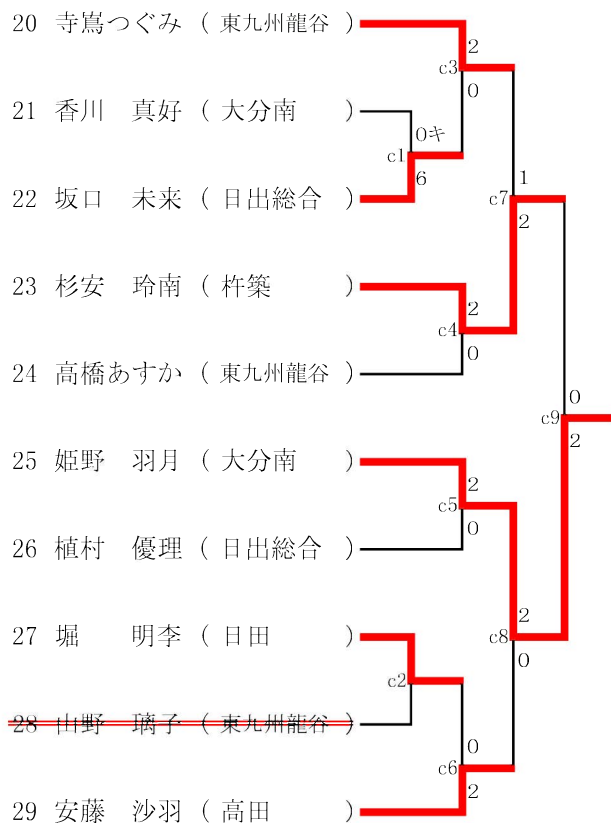 20 寺嶌つぐみ （ 東九州龍谷 ）
2
c3
0
21 香川　真好 （ 大分南 ）
0キ
c1
6
22 坂口　未来 （ 日出総合 ）
1
c7
2
23 杉安　玲南 （ 杵築 ）
2
c4
0
24 高橋あすか （ 東九州龍谷 ）
0
c9
2
25 姫野　羽月 （ 大分南 ）
2
c5
0
26 植村　優理 （ 日出総合 ）
2
c8
0
27 堀　　明李 （ 日田 ）
c2
28 山野　璃子 （ 東九州龍谷 ）
0
c6
2
29 安藤　沙羽 （ 高田 ）